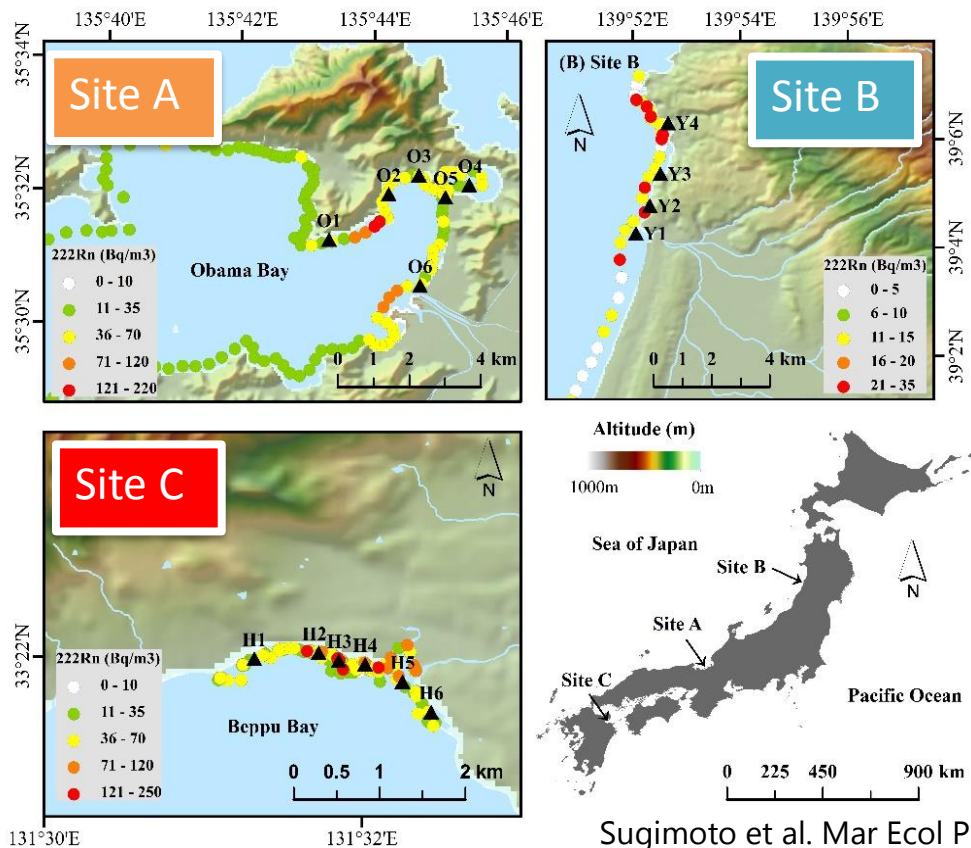 135°40'E
135°42'E
135°44'E
135°46'E
35°34'N
35°32'N
35°30'N
Site A
O1
O2
O3
O4
O5
O6
Obama Bay
222Rn (Bq/m3)
0 - 10
11 - 35
36 - 70
71 - 120
121 - 220
0 1 2 4 km
139°52'E
139°56'E
(B) Site B
Site B
N
Y4
Y3
Y2
Y1
39°6'N
39°4'N
39°2'N
222Rn (Bq/m3)
0 - 5
6 - 10
11 - 15
16 - 20
21 - 35
0 1 2 4 km
Site C
N
33°22'N
H1
H2
H3
H4
H5
H6
222Rn (Bq/m3)
0 - 10
11 - 35
36 - 70
71 - 120
121 - 250
Beppu Bay
0 0.5 1 2 km
131°30'E
131°32'E
Altitude (m)
1000m 0m
Sea of Japan
N
Site B
Site A
Site C
Pacific Ocean
0 225 450 900 km
Sugimoto et al. Mar Ecol P